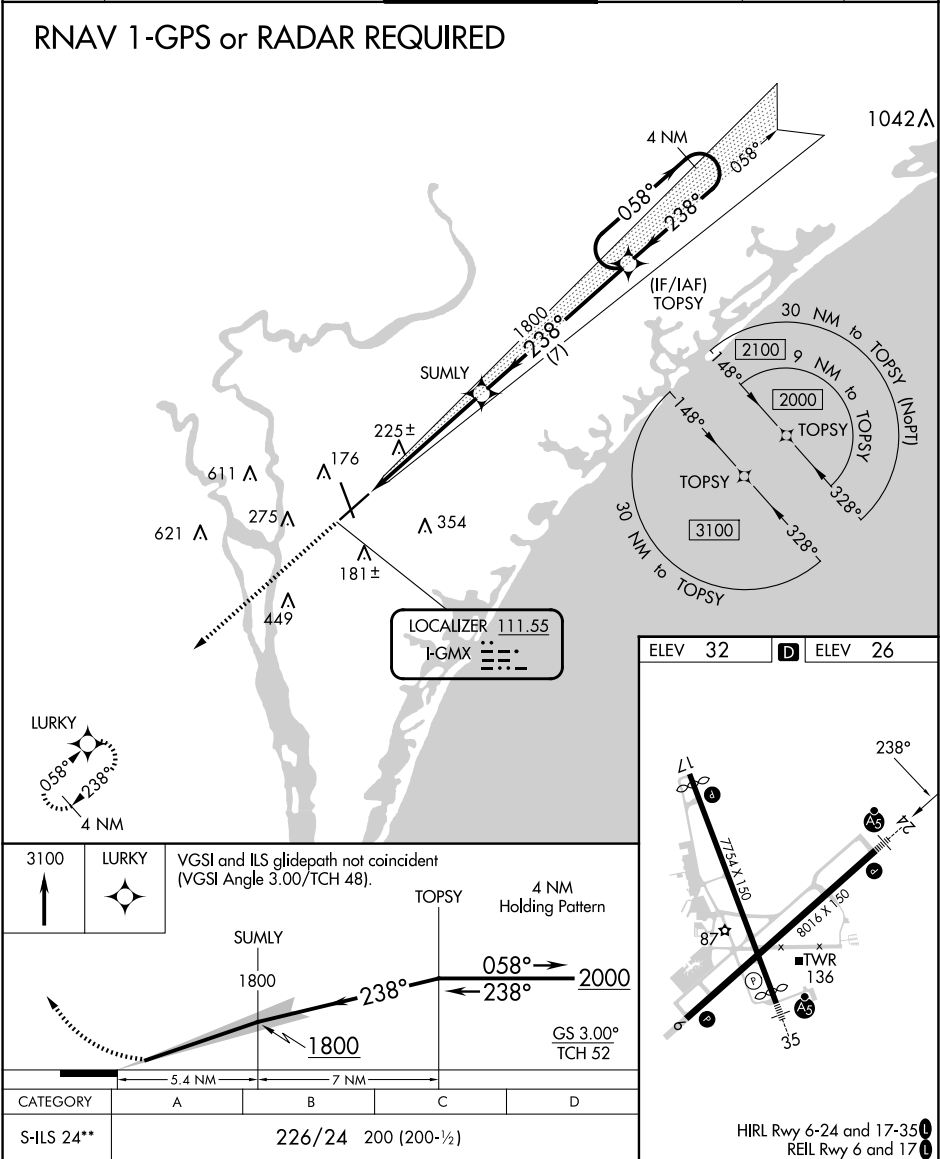 RNAV 1-GPS or RADAR REQUIRED
1042
4 NM
058°
058°
238°
(IF/IAF)
TOPSY
1800
238°
(7)
SUMLY
30 NM to TOPSY (NoPT)
2100
9 NM to TOPSY
148°
2000
TOPSY
328°
148°
TOPSY
3100
328°
30 NM to TOPSY
225±
176
611
275
621
354
181±
449
LOCALIZER 111.55
I-GMX
LURKY
058°
238°
4 NM
ELEV 32
D
ELEV 26
238°
17
P
A5
24
P
7754 X 150
8016 X 150
87
TWR
136
P
A5
6
P
35
HIRL Rwy 6-24 and 17-35 L
REIL Rwy 6 and 17 L
3100
LURKY
VGSI and ILS glidepath not coincident
(VGSI Angle 3.00/TCH 48).
TOPSY
4 NM
Holding Pattern
SUMLY
1800
238°
058°
238°
2000
1800
GS 3.00°
TCH 52
5.4 NM
7 NM
CATEGORY A B C D
S-ILS 24** 226/24 200 (200-½)